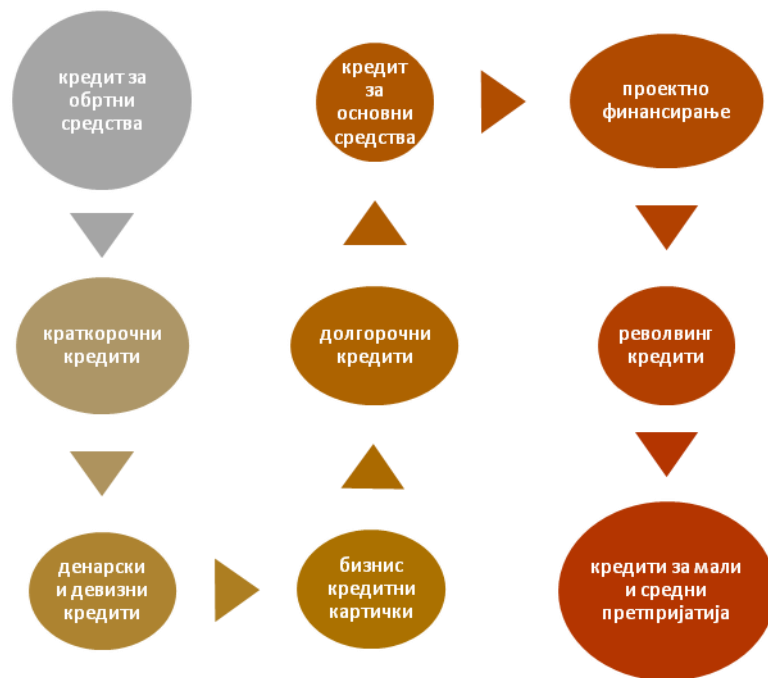 кредит за
обртни
средства
краткорочни
кредити
денарски
и девизни
кредити
бизнис
кредитни
картички
долгорочни
кредити
кредит
за
основни
средства
проектно
финансирање
револвинг
кредити
кредити за мали
и средни
претпријатија